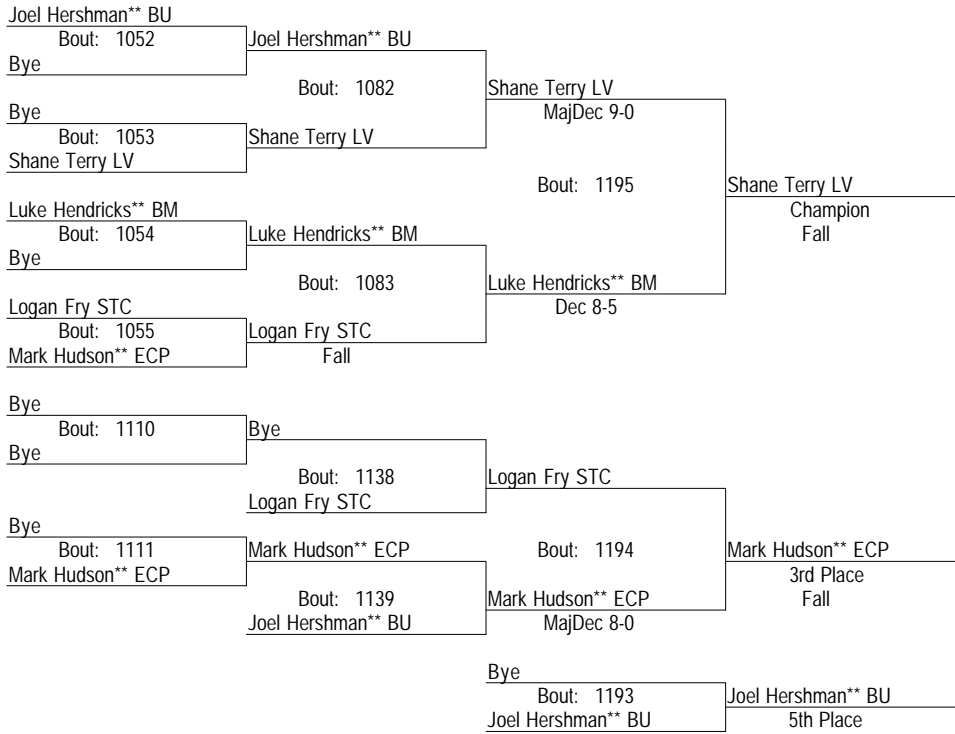 Joel Hershman** BU
Bout: 1052
Joel Hershman** BU
Bye
Bout: 1082
Shane Terry LV
MajDec 9-0
Bye
Bout: 1053
Shane Terry LV
Shane Terry LV
Bout: 1195
Shane Terry LV
Champion
Fall
Luke Hendricks** BM
Bout: 1054
Luke Hendricks** BM
Bye
Bout: 1083
Luke Hendricks** BM
Dec 8-5
Logan Fry STC
Bout: 1055
Logan Fry STC
Fall
Mark Hudson** ECP
Bye
Bout: 1110
Bye
Bye
Bout: 1138
Logan Fry STC
Logan Fry STC
Bye
Bout: 1111
Mark Hudson** ECP
Mark Hudson** ECP
Bout: 1194
Mark Hudson** ECP
3rd Place
Fall
Bout: 1139
Mark Hudson** ECP
MajDec 8-0
Joel Hershman** BU
Bye
Bout: 1193
Joel Hershman** BU
Joel Hershman** BU
5th Place